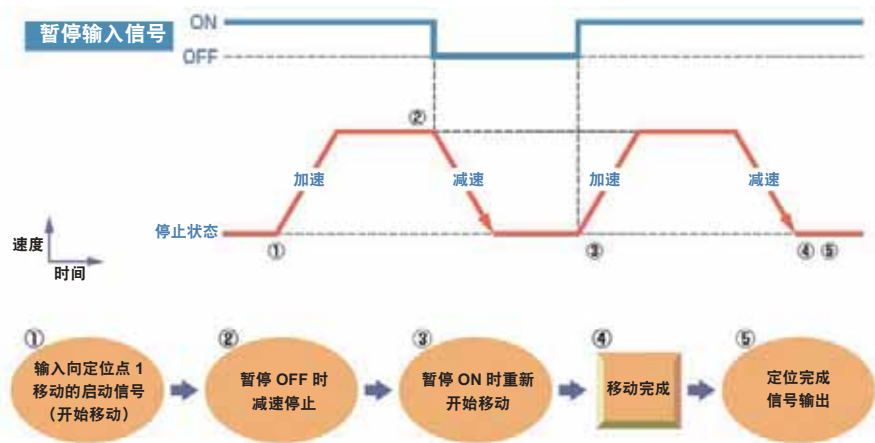 暂停输入信号
ON
OFF
②
加速
减速
加速
减速
停止状态
①
③
④ ⑤
速度
时间
①
输入向定位点 1
移动的启动信号
（开始移动）
②
暂停 OFF 时
减速停止
③
暂停 ON 时重新
开始移动
④
移动完成
⑤
定位完成
信号输出